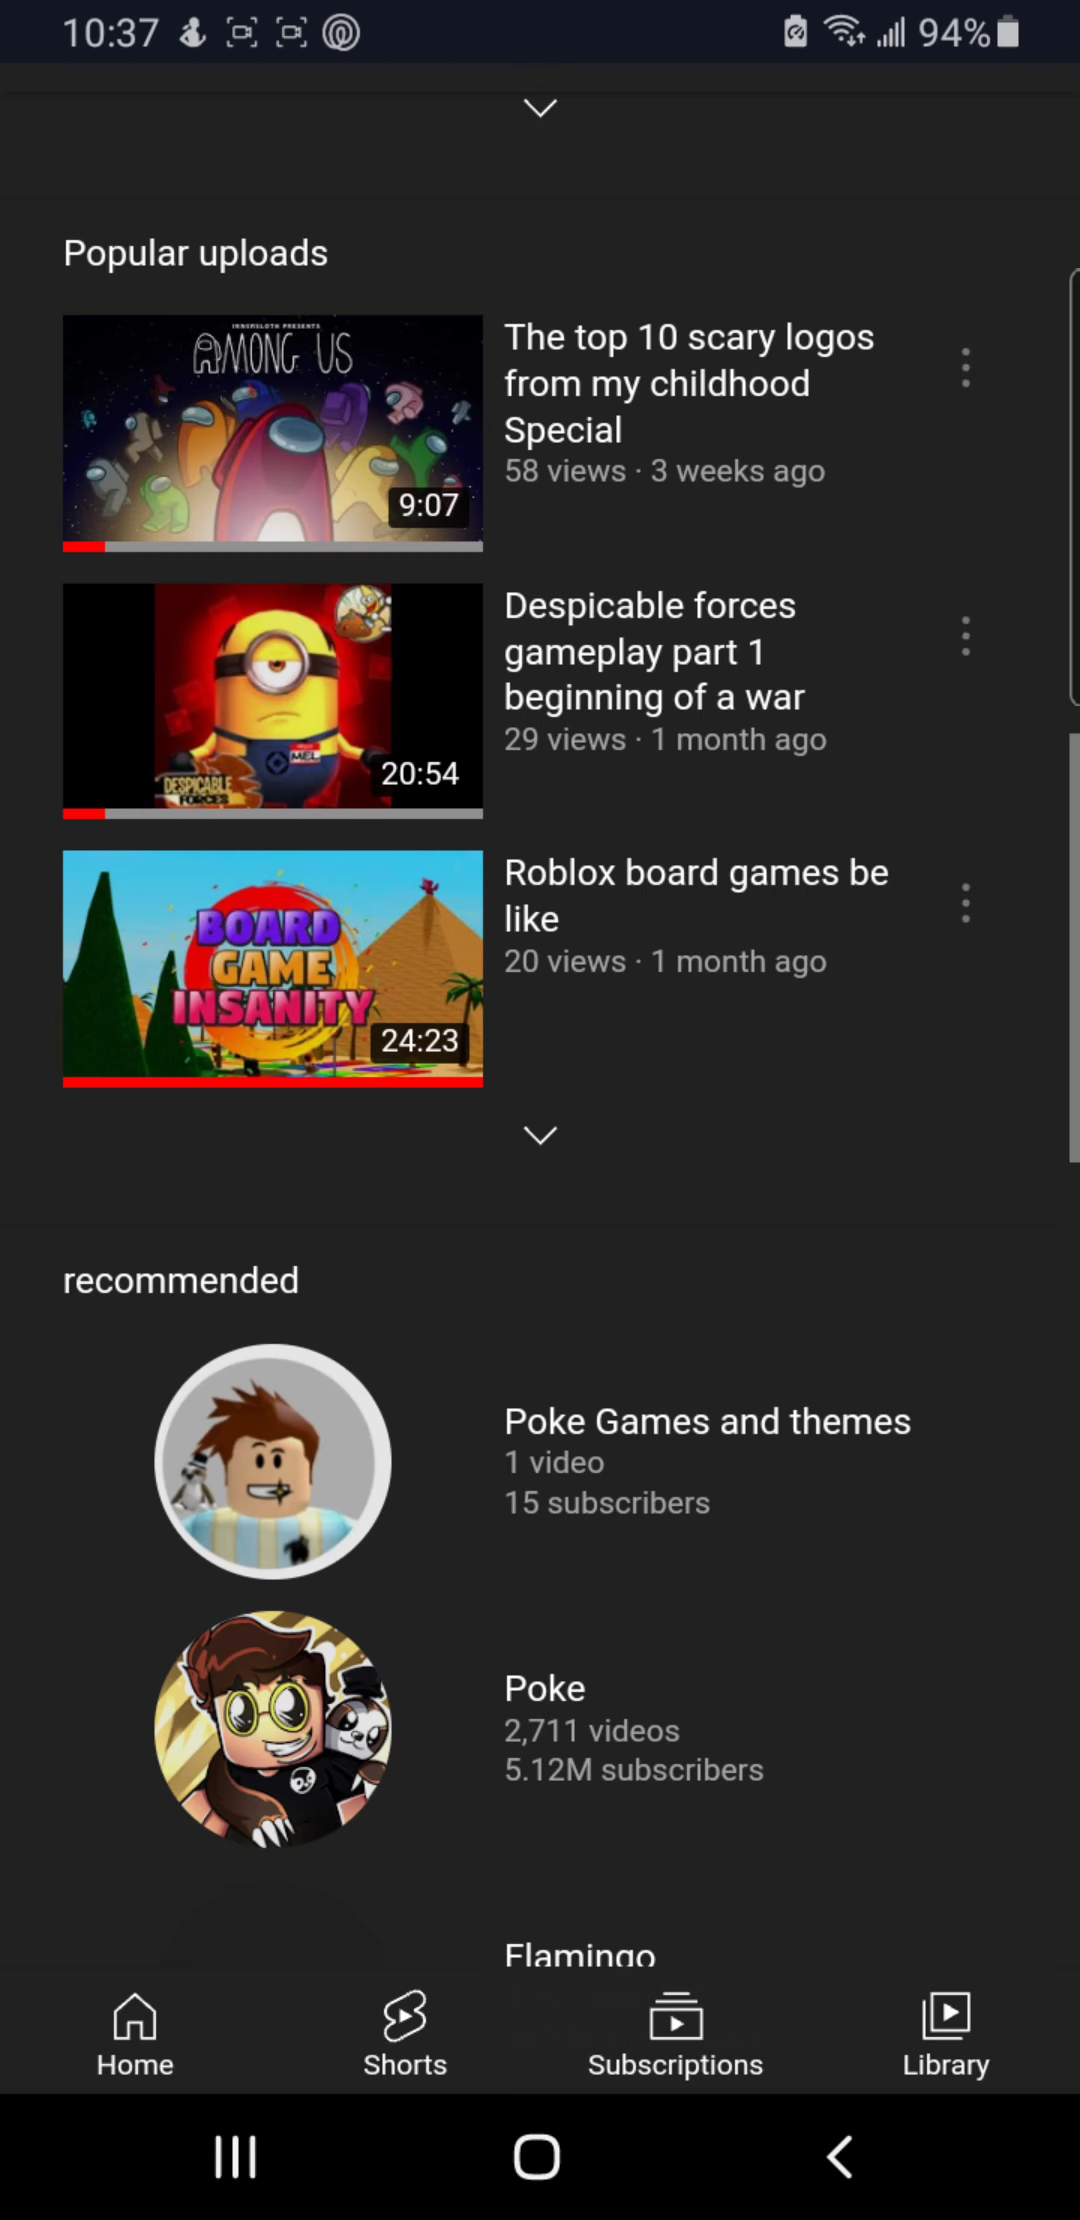 10:37
94%
Popular uploads
INNERSLOTH PRESENTS
AMONG US
9:07
The top 10 scary logos
from my childhood
Special
58 views · 3 weeks ago
MEL
DESPICABLE
FORCES
20:54
Despicable forces
gameplay part 1
beginning of a war
29 views · 1 month ago
BOARD
GAME
INSANITY
24:23
Roblox board games be
like
20 views · 1 month ago
recommended
Poke Games and themes
1 video
15 subscribers
Poke
2,711 videos
5.12M subscribers
Flamingo
Home
Shorts
Subscriptions
Library